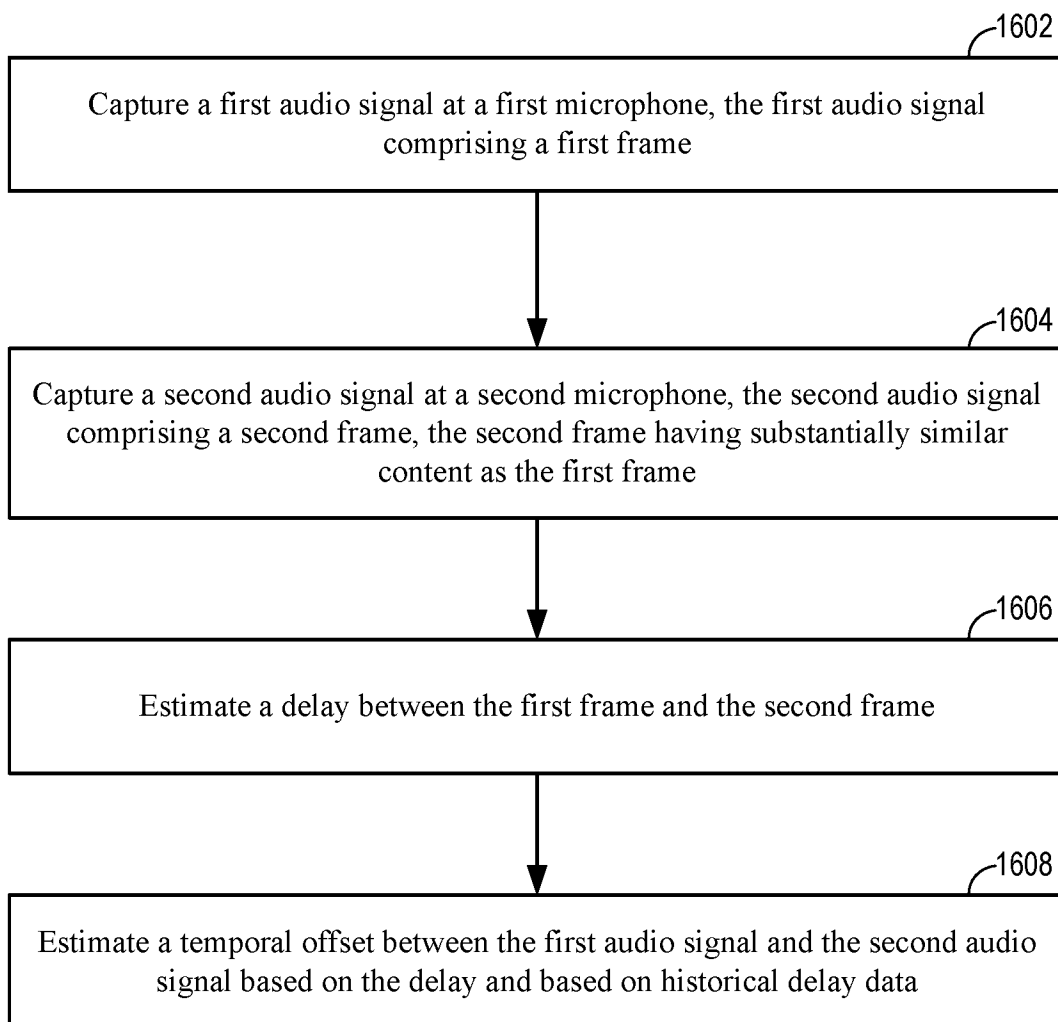 1602
Capture a first audio signal at a first microphone, the first audio signal
comprising a first frame
1604
Capture a second audio signal at a second microphone, the second audio signal
comprising a second frame, the second frame having substantially similar
content as the first frame
1606
Estimate a delay between the first frame and the second frame
1608
Estimate a temporal offset between the first audio signal and the second audio
signal based on the delay and based on historical delay data